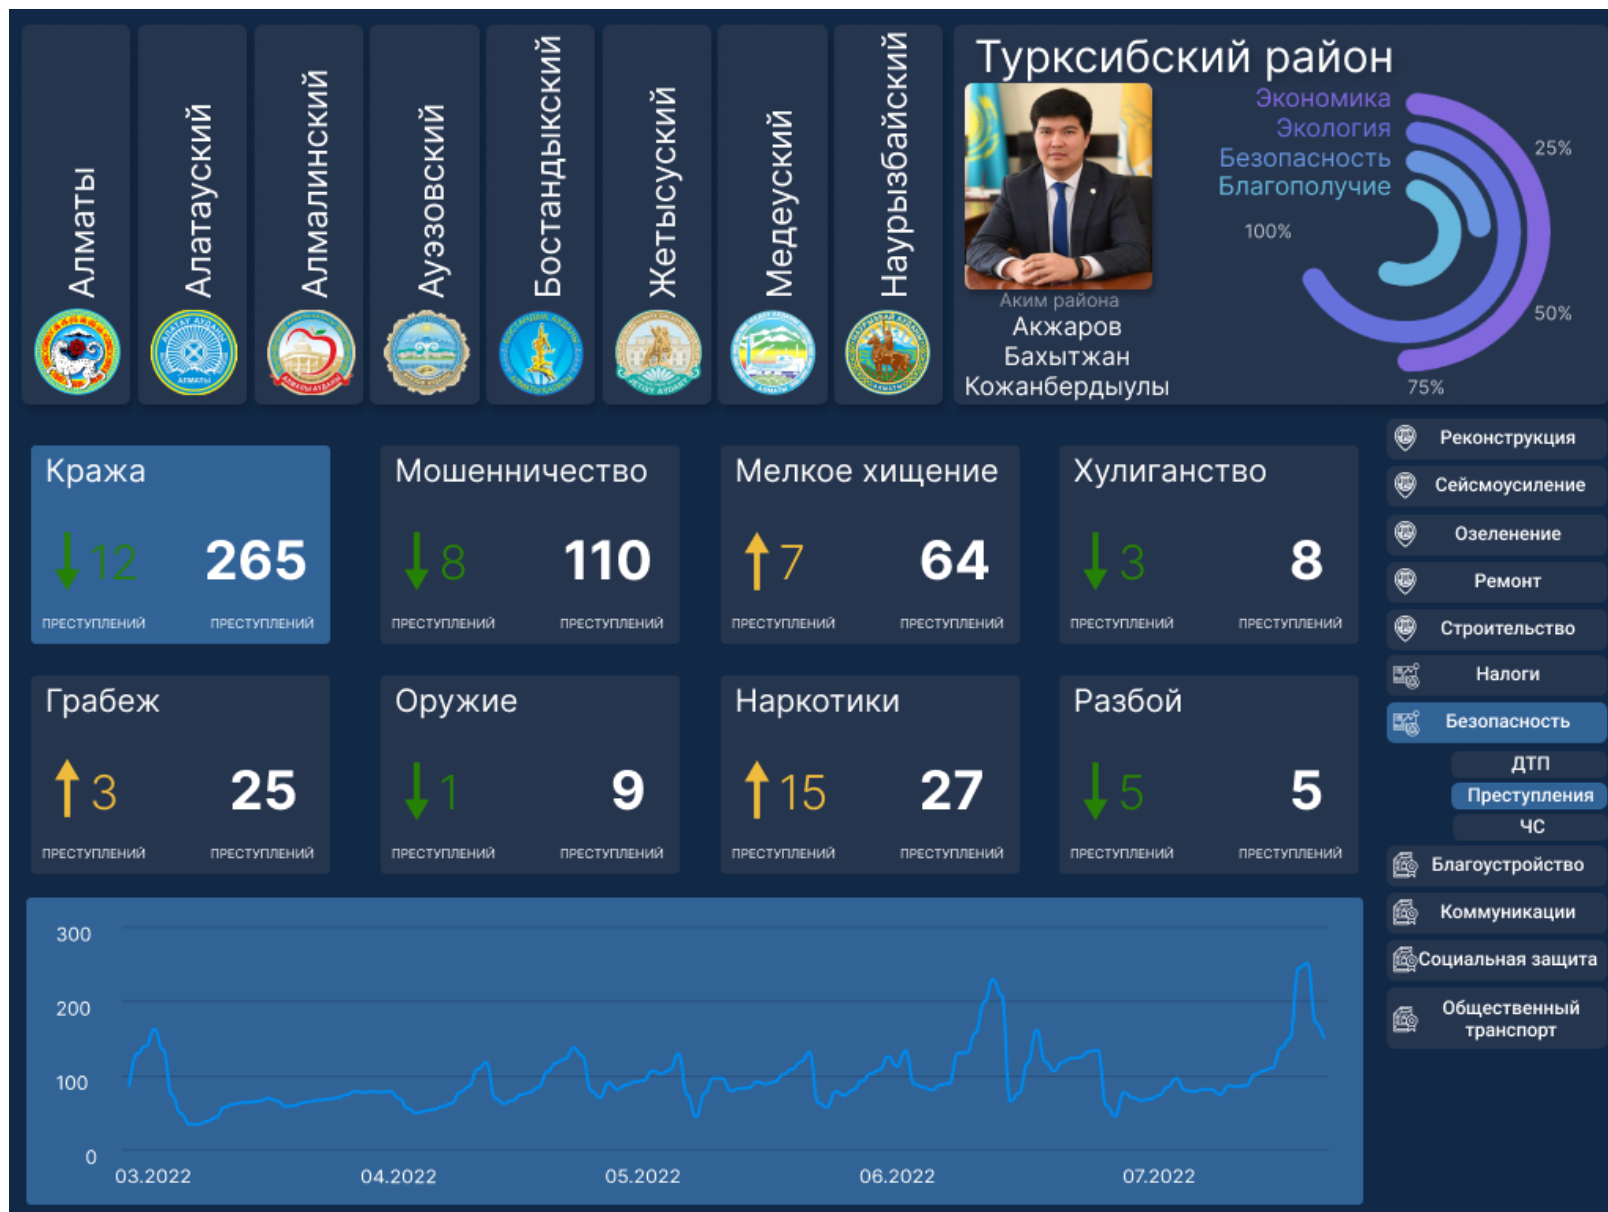 Алматы
Алатауский
Алмалинский
Ауэзовский
Бостандыкский
Жетысуский
Медеуский
Наурызбайский
Турксибский район
Экономика
Экология
Безопасность
Благополучие
25%
100%
50%
75%
Аким района
Акжаров
Бахытжан
Кожанбердыулы
Кража
12
265
ПРЕСТУПЛЕНИЙ
ПРЕСТУПЛЕНИЙ
Мошенничество
8
110
ПРЕСТУПЛЕНИЙ
ПРЕСТУПЛЕНИЙ
Мелкое хищение
7
64
ПРЕСТУПЛЕНИЙ
ПРЕСТУПЛЕНИЙ
Хулиганство
3
8
ПРЕСТУПЛЕНИЙ
ПРЕСТУПЛЕНИЙ
Грабеж
3
25
ПРЕСТУПЛЕНИЙ
ПРЕСТУПЛЕНИЙ
Оружие
1
9
ПРЕСТУПЛЕНИЙ
ПРЕСТУПЛЕНИЙ
Наркотики
15
27
ПРЕСТУПЛЕНИЙ
ПРЕСТУПЛЕНИЙ
Разбой
5
5
ПРЕСТУПЛЕНИЙ
ПРЕСТУПЛЕНИЙ
Реконструкция
Сейсмоусиление
Озеленение
Ремонт
Строительство
Налоги
Безопасность
ДТП
Преступления
ЧС
Благоустройство
Коммуникации
Социальная защита
Общественный
транспорт
300
200
100
0
03.2022
04.2022
05.2022
06.2022
07.2022